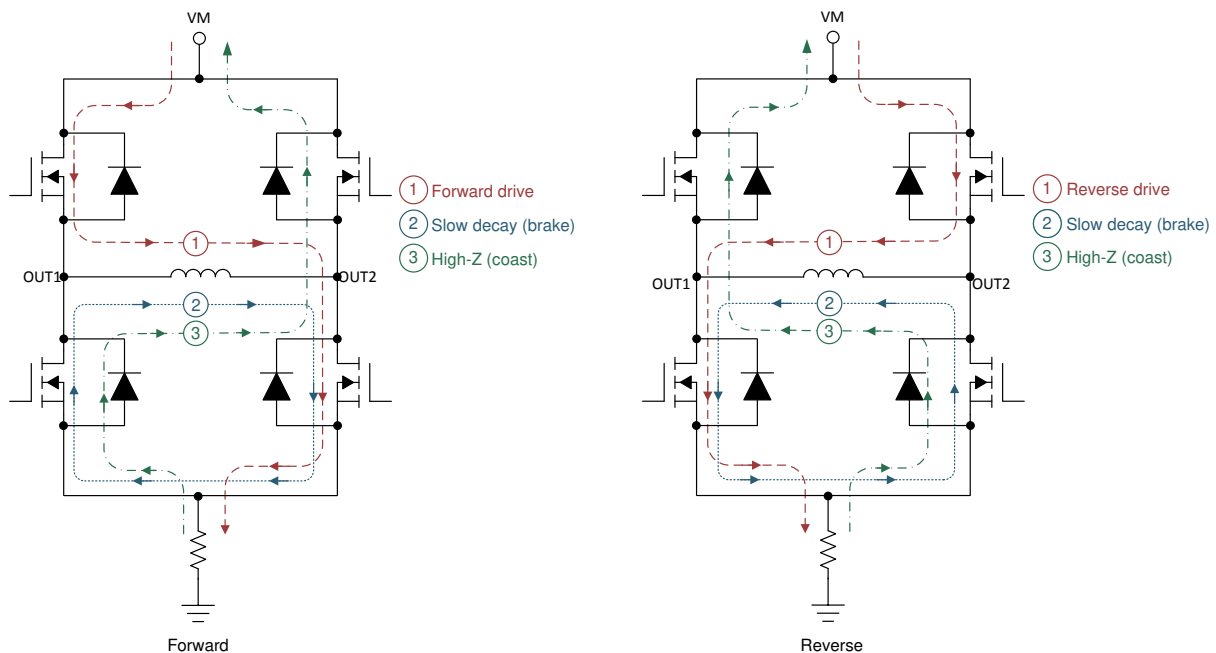 VM
1 Forward drive
2 Slow decay (brake)
3 High-Z (coast)
1
OUT1
OUT2
2
3
Forward
VM
1 Reverse drive
2 Slow decay (brake)
3 High-Z (coast)
1
OUT1
OUT2
2
3
Reverse